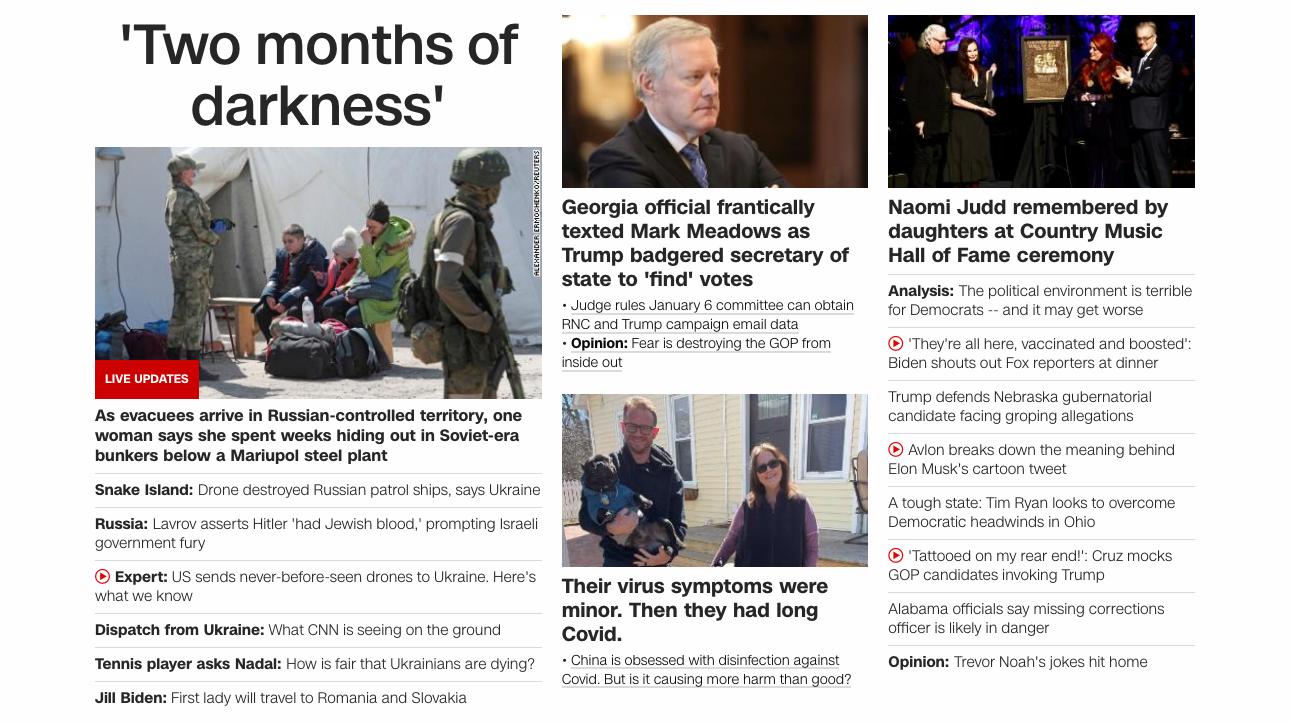 'Two months of
darkness'
ALEXANDER ERMOCHENKO/REUTERS
LIVE UPDATES
As evacuees arrive in Russian-controlled territory, one
woman says she spent weeks hiding out in Soviet-era
bunkers below a Mariupol steel plant
Snake Island: Drone destroyed Russian patrol ships, says Ukraine
Russia: Lavrov asserts Hitler 'had Jewish blood,' prompting Israeli
government fury
Expert: US sends never-before-seen drones to Ukraine. Here's
what we know
Dispatch from Ukraine: What CNN is seeing on the ground
Tennis player asks Nadal: How is fair that Ukrainians are dying?
Jill Biden: First lady will travel to Romania and Slovakia
Georgia official frantically
texted Mark Meadows as
Trump badgered secretary of
state to 'find' votes
• Judge rules January 6 committee can obtain
RNC and Trump campaign email data
• Opinion: Fear is destroying the GOP from
inside out
Their virus symptoms were
minor. Then they had long
Covid.
• China is obsessed with disinfection against
Covid. But is it causing more harm than good?
Naomi Judd remembered by
daughters at Country Music
Hall of Fame ceremony
Analysis: The political environment is terrible
for Democrats -- and it may get worse
'They're all here, vaccinated and boosted':
Biden shouts out Fox reporters at dinner
Trump defends Nebraska gubernatorial
candidate facing groping allegations
Avlon breaks down the meaning behind
Elon Musk's cartoon tweet
A tough state: Tim Ryan looks to overcome
Democratic headwinds in Ohio
'Tattooed on my rear end!': Cruz mocks
GOP candidates invoking Trump
Alabama officials say missing corrections
officer is likely in danger
Opinion: Trevor Noah's jokes hit home